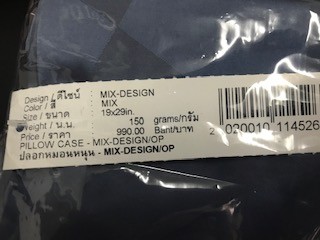 Design / ดีไซน์ MIX-DESIGN
Color / สี MIX
Size / ขนาด 19x29in.
Weight / น.น. 150 grams/กรัม
Price / ราคา 990.00 Baht/บาท
PILLOW CASE - MIX-DESIGN/OP
ปลอกหมอนหนุน - MIX-DESIGN/OP
2 020010 114526